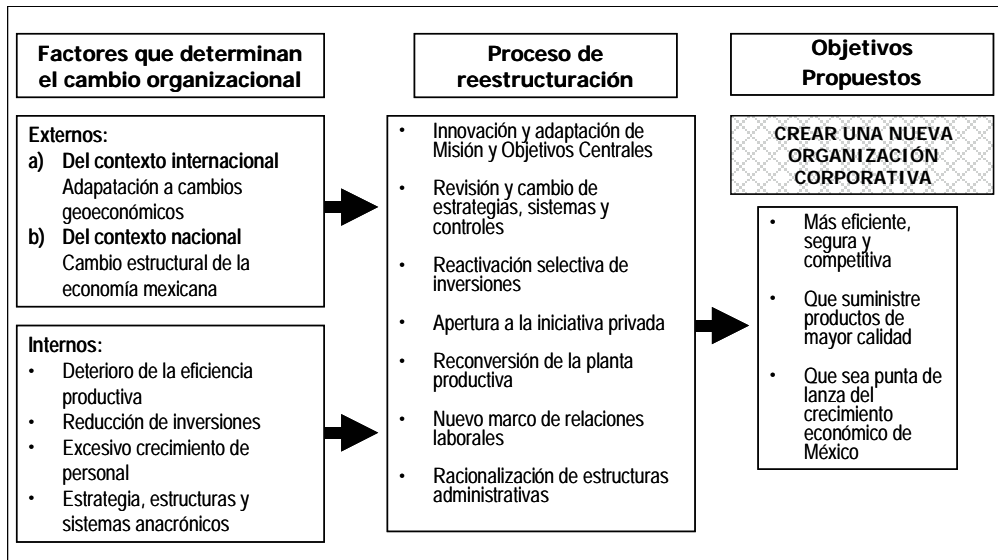 Factores que determinan
el cambio organizacional
Externos:
a) Del contexto internacional
Adapatación a cambios
geoeconómicos
b) Del contexto nacional
Cambio estructural de la
economía mexicana
Internos:
• Deterioro de la eficiencia
productiva
• Reducción de inversiones
• Excesivo crecimiento de
personal
• Estrategia, estructuras y
sistemas anacrónicos
Proceso de
reestructuración
• Innovación y adaptación de
Misión y Objetivos Centrales
• Revisión y cambio de
estrategias, sistemas y
controles
• Reactivación selectiva de
inversiones
• Apertura a la iniciativa privada
• Reconversión de la planta
productiva
• Nuevo marco de relaciones
laborales
• Racionalización de estructuras
administrativas
Objetivos
Propuestos
CREAR UNA NUEVA
ORGANIZACIÓN
CORPORATIVA
• Más eficiente,
segura y
competitiva
• Que suministre
productos de
mayor calidad
• Que sea punta de
lanza del
crecimiento
económico de
México